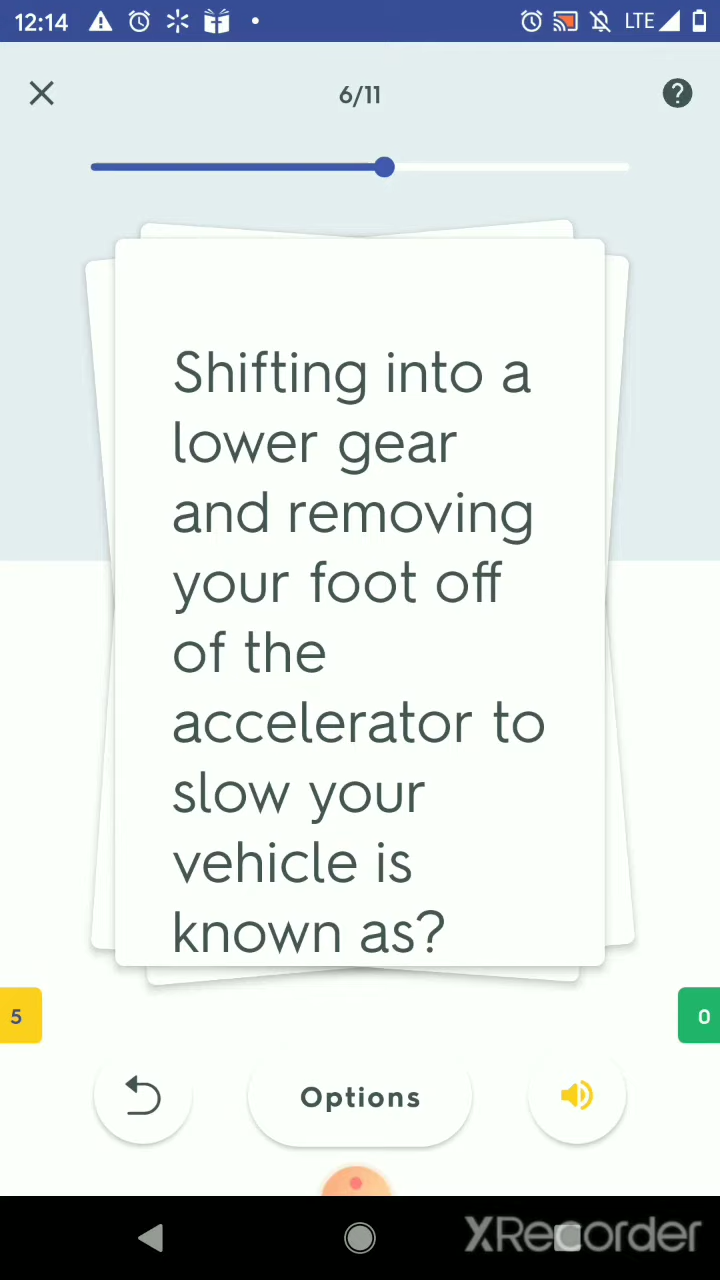 12:14
LTE
6/11
Shifting into a
lower gear
and removing
your foot off
of the
accelerator to
slow your
vehicle is
known as?
5
0
Options
XRecorder